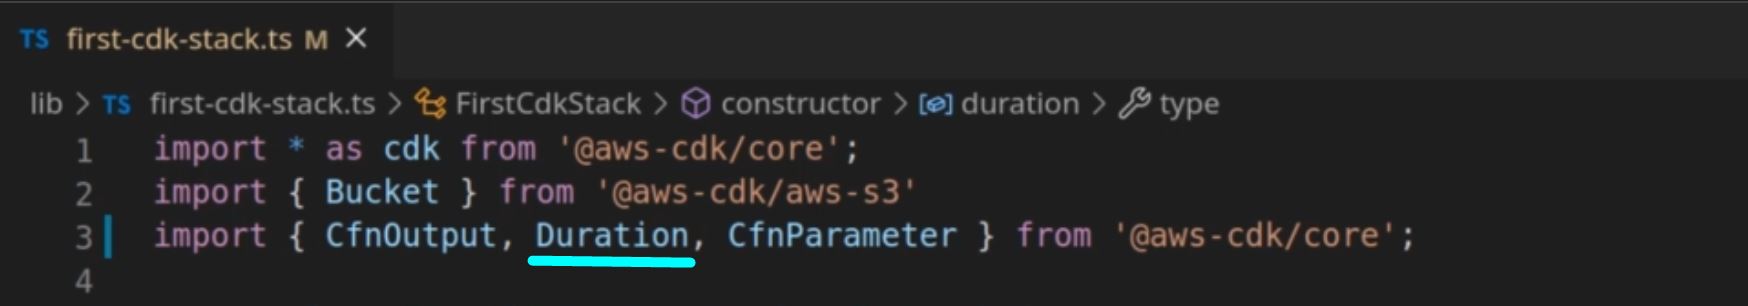 TS first-cdk-stack.ts M
lib > TS first-cdk-stack.ts > FirstCdkStack > constructor > duration > type
1 import * as cdk from '@aws-cdk/core';
2 import { Bucket } from '@aws-cdk/aws-s3'
3 import { CfnOutput, Duration, CfnParameter } from '@aws-cdk/core';
4